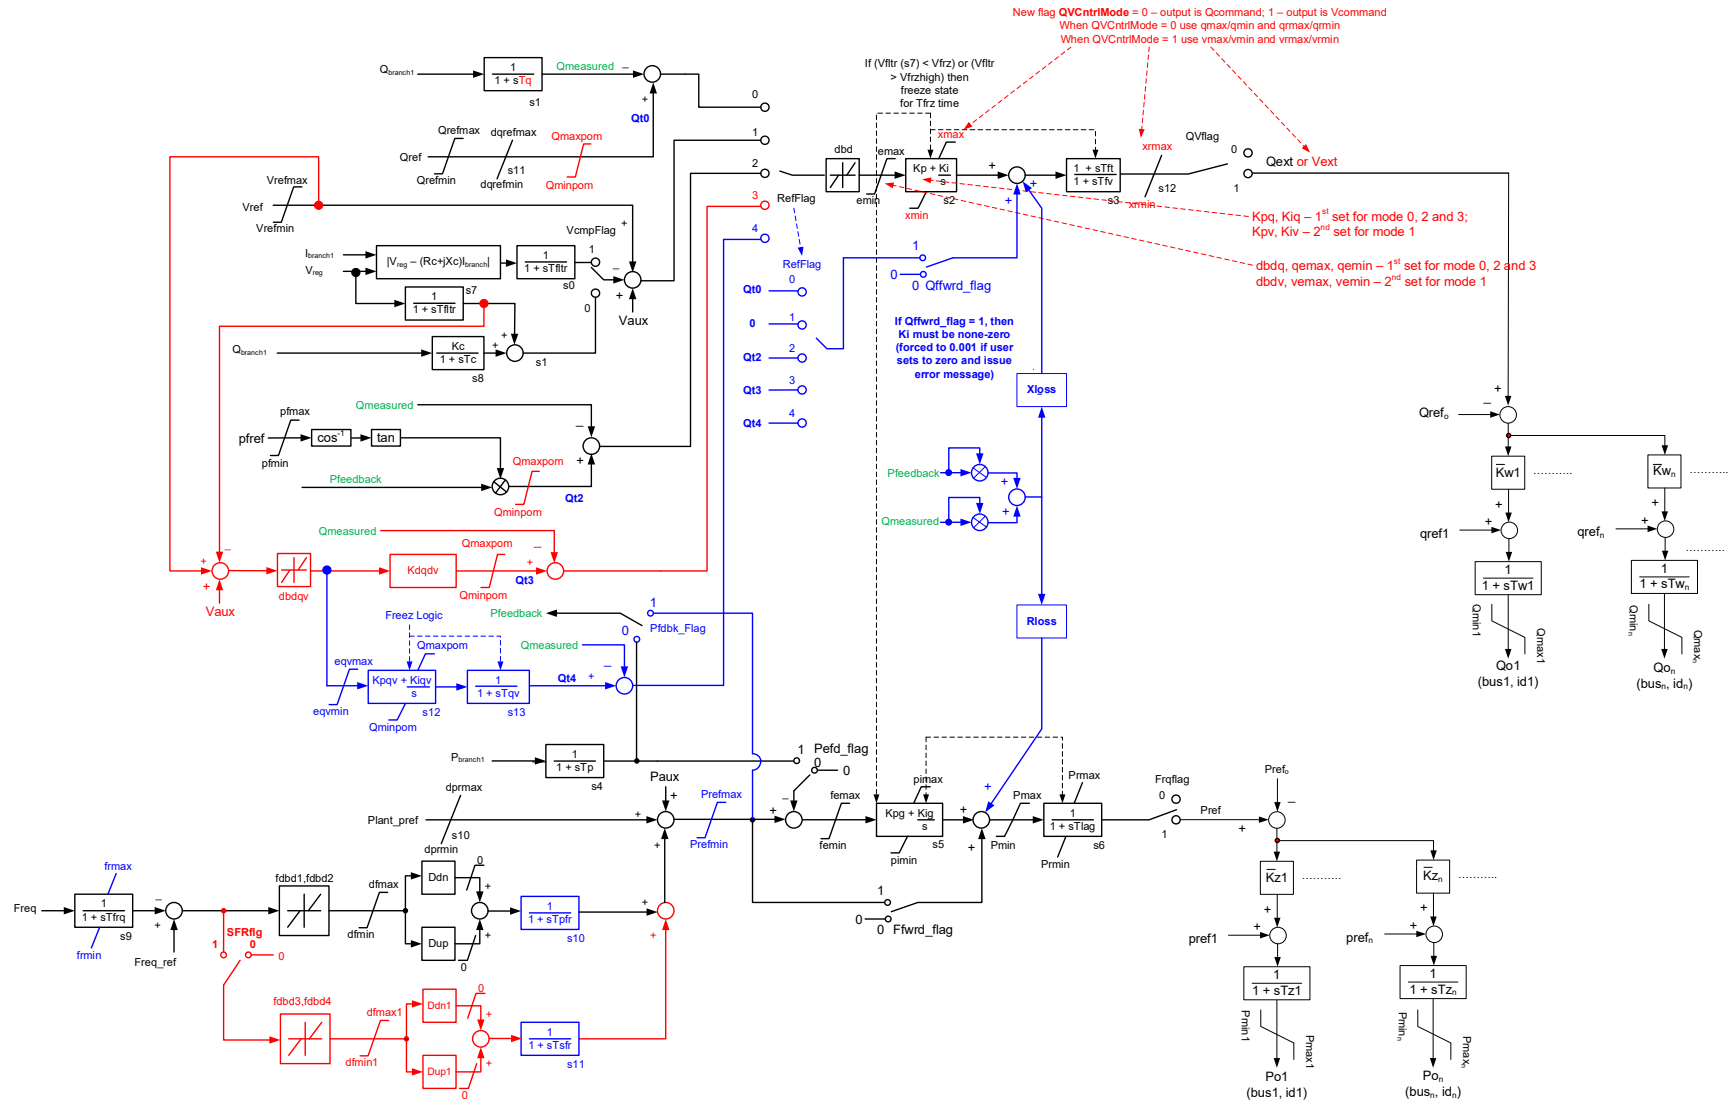 New flag QVCntrlMode = 0 – output is Qcommand; 1 – output is Vcommand
When QVCntrlMode = 0 use qmax/qmin and qrmax/qrmin
When QVCntrlMode = 1 use vmax/vmin and vrmax/vrmin
If (Vfltr (s7) < Vfrz) or (Vfltr
> Vfrzhigh) then
freeze state
for Tfrz time
Qbranch1
1
1 + sTq
s1
Qmeasured
–
+
Qt0
0
Qrefmax
dqrefmax
Qmaxpom
Qref
s11
Qrefmin
dqrefmin
Qminpom
1
2
3
4
RefFlag
dbd
emax
emin
xmax
Kp + Ki
s
s2
xmin
+
+
+
1 + sTft
1 + sTfv
s3
xrmax
s12
xrmin
QVflag
0
1
Qext or Vext
Kpq, Kiq – 1st set for mode 0, 2 and 3;
Kpv, Kiv – 2nd set for mode 1
dbdq, qemax, qemin – 1st set for mode 0, 2 and 3
dbdv, vemax, vemin – 2nd set for mode 1
Vrefmax
Vref
Vrefmin
VcmpFlag
+
1
–
+
0
Vaux
Ibranch1
Vreg
|Vreg – (Rc+jXc)Ibranch1|
1
1 + sTfltr
s0
1
1 + sTfltr
s7
Qbranch1
Kc
1 + sTc
s8
+
+
s1
RefFlag
Qt0
0
0
1
Qt2
2
Qt3
3
Qt4
4
1
0
0
Qffwrd_flag
If Qffwrd_flag = 1, then
Ki must be none-zero
(forced to 0.001 if user
sets to zero and issue
error message)
Xloss
Pfeedback
Qmeasured
+
+
Rloss
Qmeasured
pfmax
pfref
pfmin
cos-1
tan
Pfeedback
Qmaxpom
Qminpom
–
+
Qt2
Qmeasured
–
+
+
Vaux
dbdqv
Kdqdv
Qmaxpom
Qminpom
Qt3
–
+
Freez Logic
Pfeedback
1
0
Pfdbk_Flag
Qmeasured
eqvmax
eqvmin
Qmaxpom
Kpqv + Kiqv
s
s12
Qminpom
1
1 + sTqv
s13
Qt4
+
–
Pbranch1
1
1 + sTp
s4
1
Pefd_flag
0
0
Paux
+
+
+
dprmax
Plant_pref
s10
dprmin
Prefmax
Prefmin
+
–
femax
femin
pimax
Kpg + Kig
s
s5
pimin
+
+
+
Pmax
Pmin
Prmax
1
1 + sTlag
s6
Prmin
Frqflag
0
1
Pref
1
0
0
Ffwrd_flag
frmax
Freq
1
1 + sTfrq
s9
frmin
–
+
Freq_ref
SFRflg
1
0
0
fdbd1,fdbd2
dfmax
dfmin
Ddn
0
Dup
0
+
+
1
1 + sTpfr
s10
+
+
fdbd3,fdbd4
dfmax1
dfmin1
Ddn1
0
Dup1
0
+
+
1
1 + sTsfr
s11
Qrefo
+
–
Kw1
............
Kwn
...........
qref1
+
+
qrefn
+
+
...........
1
1 + sTw1
1
1 + sTwn
Qmin1
Qmax1
Qminn
Qmaxn
Qo1
(bus1, id1)
Qon
(busn, idn)
Prefo
–
+
Kz1
............
Kzn
............
pref1
+
+
prefn
+
+
1
1 + sTz1
1
1 + sTzn
Pmin1
Pmax1
Pminn
Pmaxn
Po1
(bus1, id1)
Pon
(busn, idn)